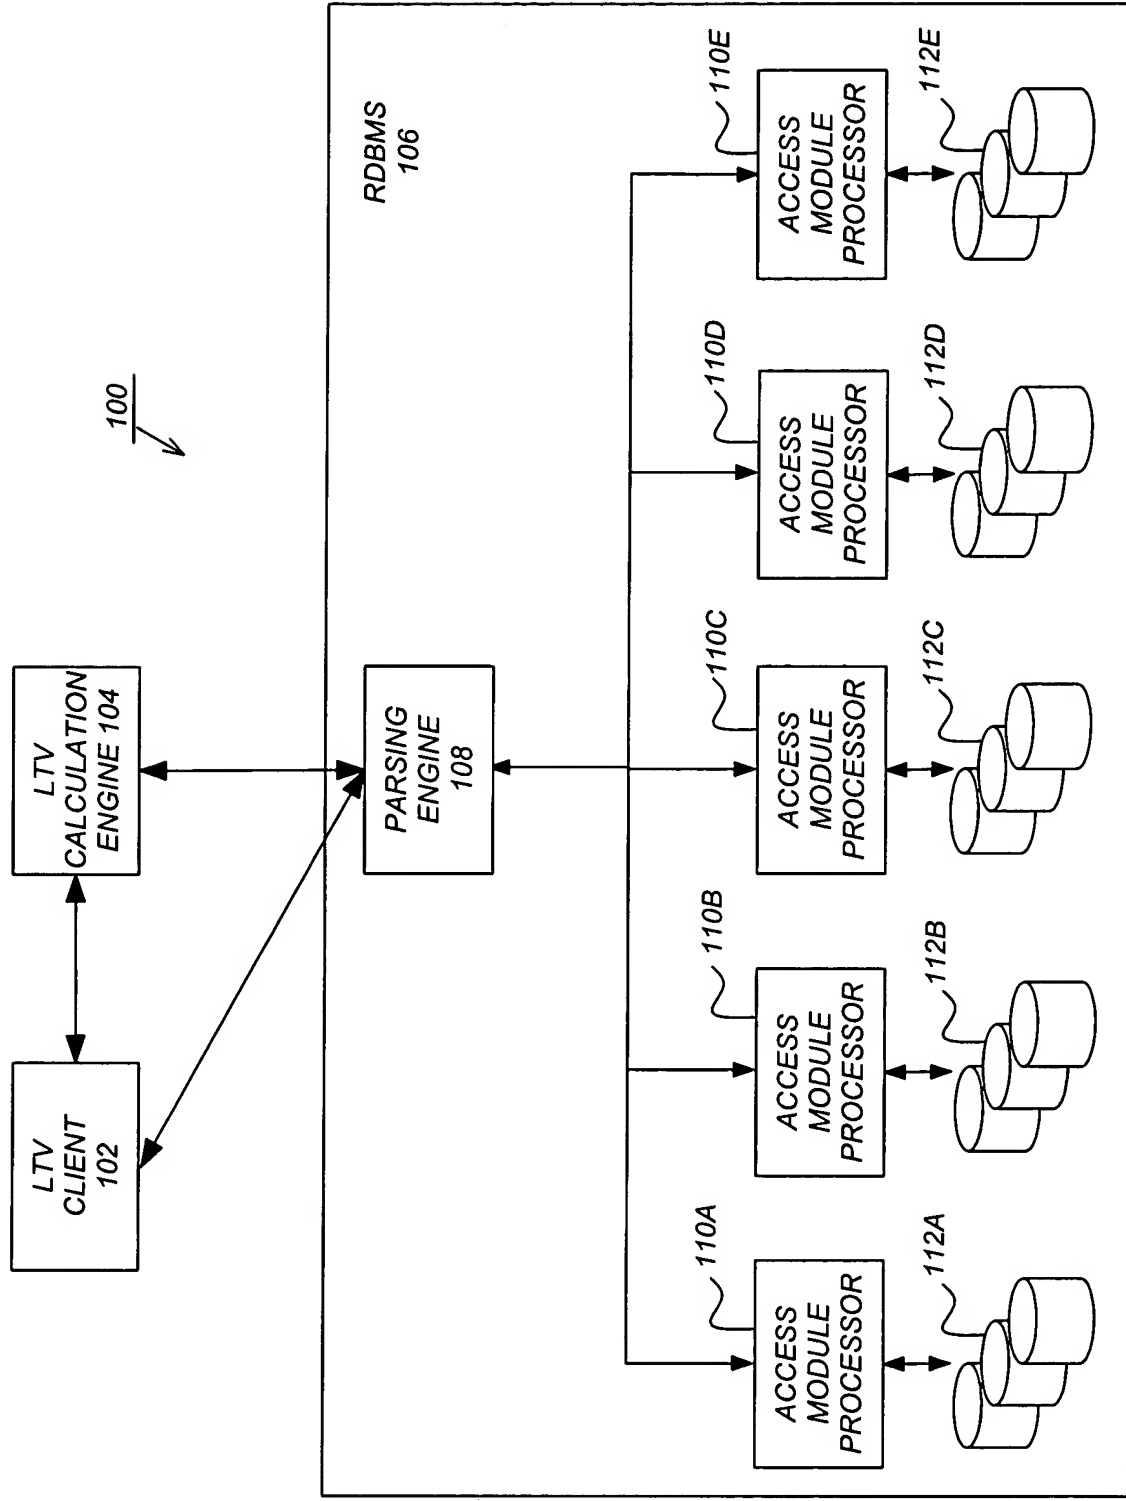 100
LTV
CLIENT
102
LTV
CALCULATION
ENGINE 104
RDBMS
106
PARSING
ENGINE
108
110A
110B
110C
110D
110E
ACCESS
MODULE
PROCESSOR
ACCESS
MODULE
PROCESSOR
ACCESS
MODULE
PROCESSOR
ACCESS
MODULE
PROCESSOR
ACCESS
MODULE
PROCESSOR
112A
112B
112C
112D
112E